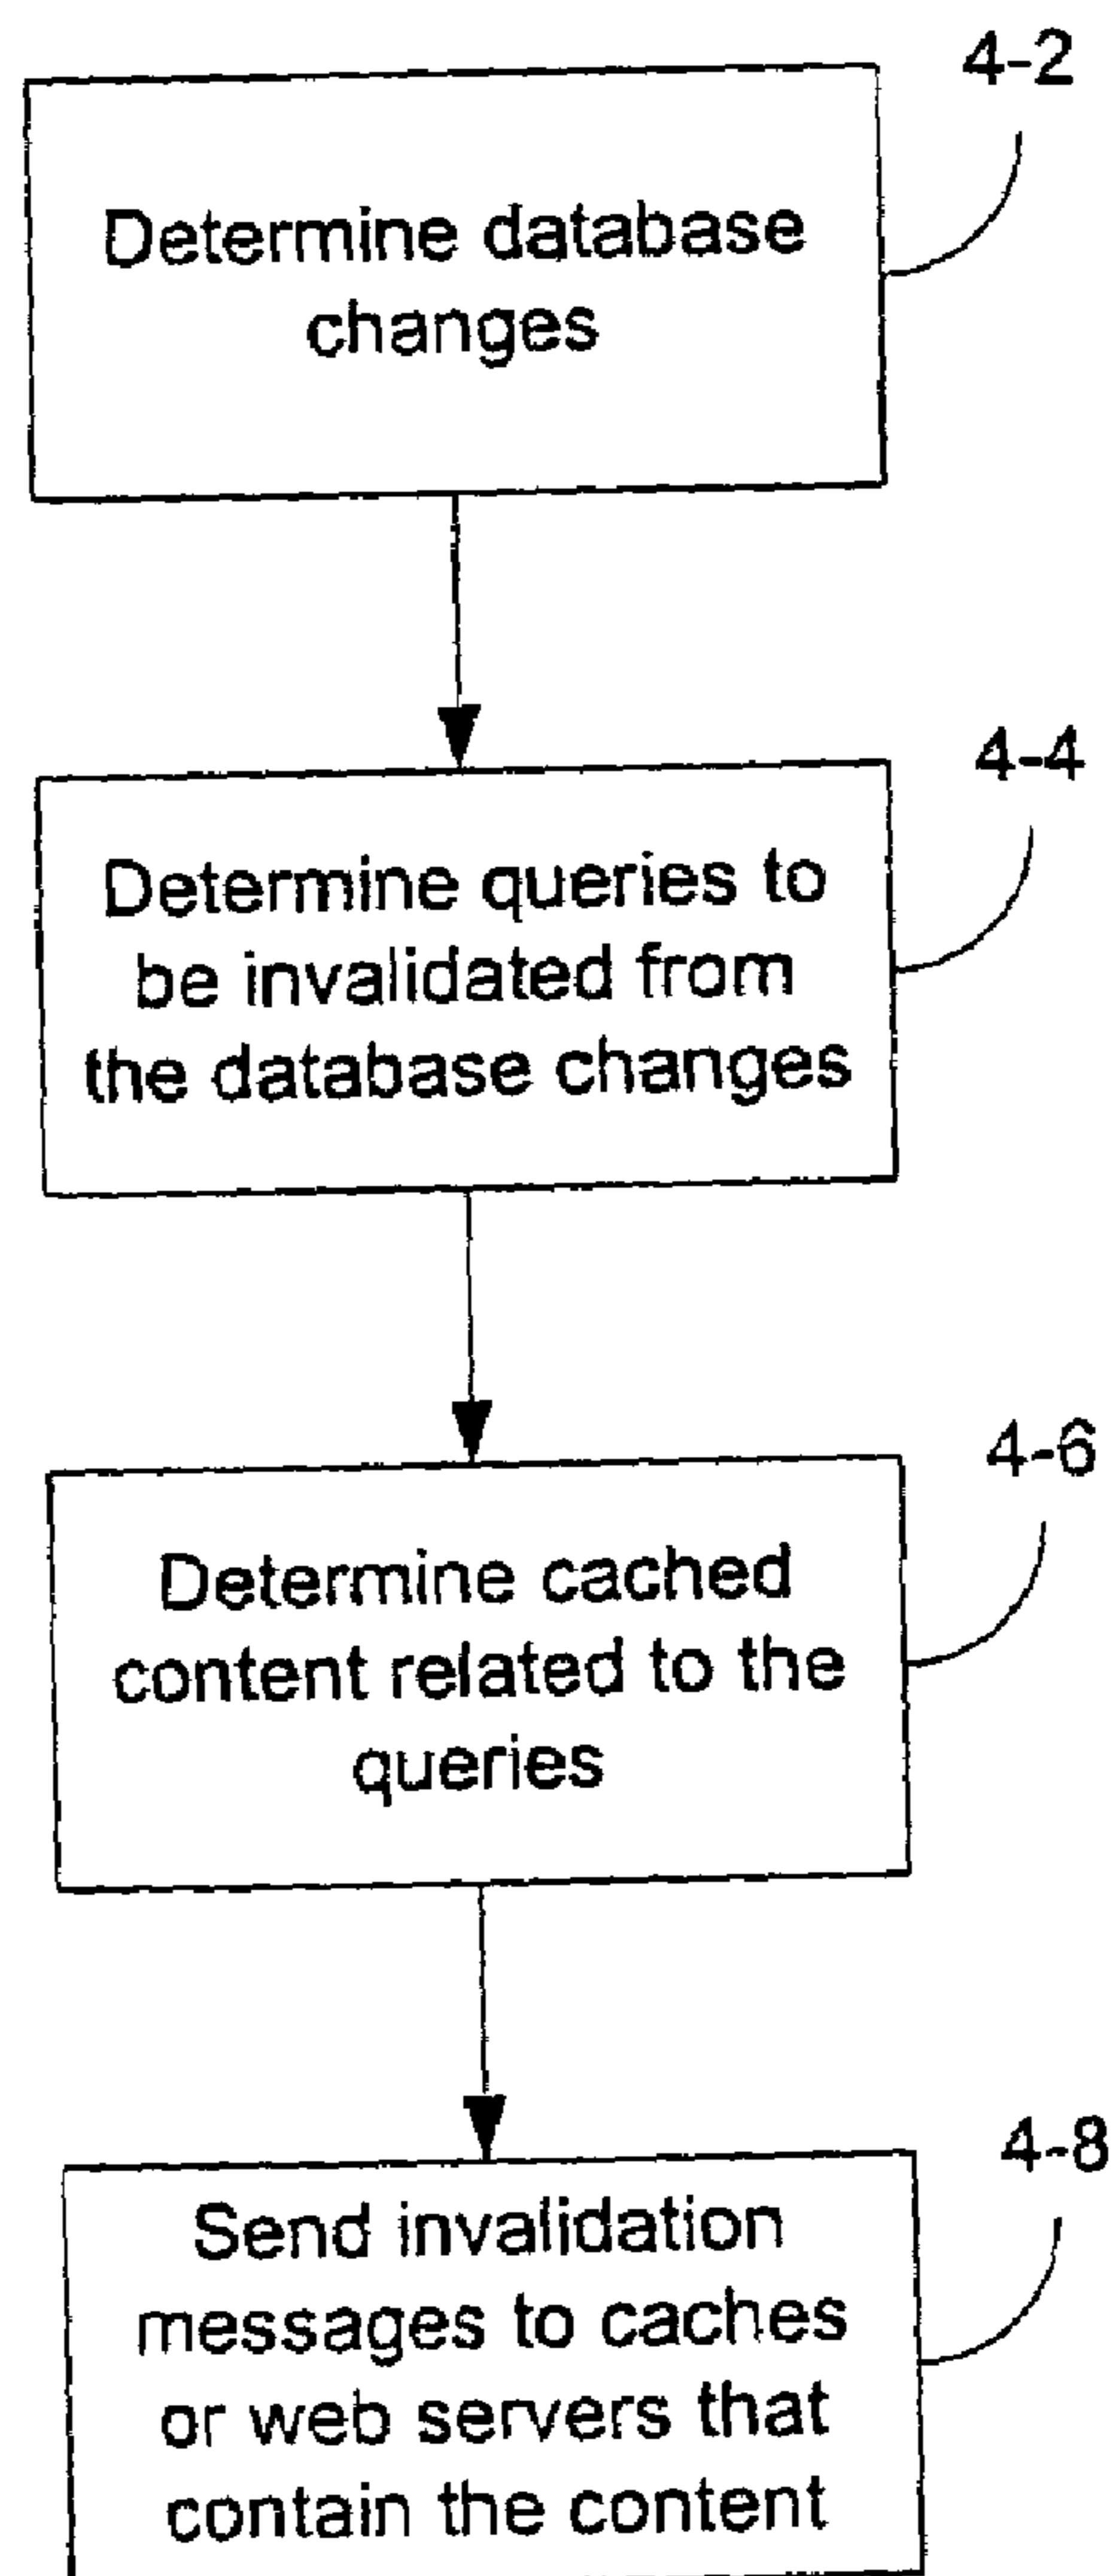 4-2
Determine database
changes
4-4
Determine queries to
be invalidated from
the database changes
4-6
Determine cached
content related to the
queries
4-8
Send invalidation
messages to caches
or web servers that
contain the content